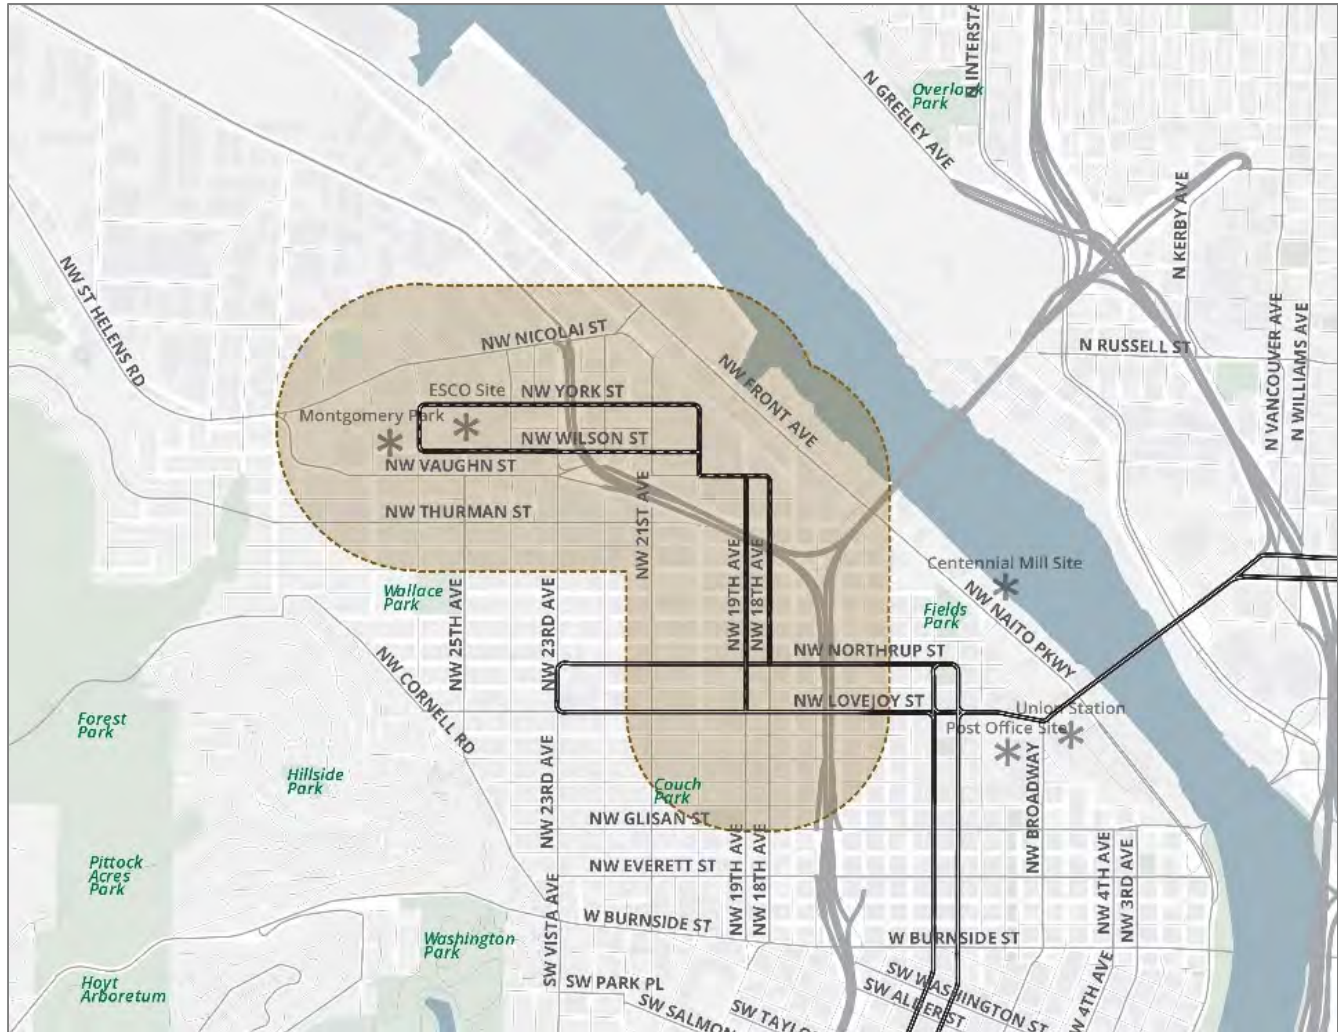 N INTERSTA
N GREELEY AVE
Overlook
Park
N KERBY AVE
NW ST HELENS RD
NW NICOLAI ST
N RUSSELL ST
N VANCOUVER AVE
N WILLIAMS AVE
ESCO Site
NW YORK ST
NW FRONT AVE
Montgomery Park
NW WILSON ST
NW VAUGHN ST
NW THURMAN ST
NW 21ST AVE
NW 19TH AVE
NW 18TH AVE
Centennial Mill Site
Wallace
Park
NW 25TH AVE
NW 23RD AVE
Fields
Park
NW NAITO PKWY
NW CORNELL RD
NW NORTHRUP ST
NW LOVEJOY ST
Union Station
Post Office Site
Forest
Park
Hillside
Park
Couch
Park
NW 23RD AVE
NW GLISAN ST
NW BROADWAY
NW 4TH AVE
NW 3RD AVE
Pittock
Acres
Park
NW EVERETT ST
NW 19TH AVE
NW 18TH AVE
SW VISTA AVE
W BURNSIDE ST
Washington
Park
W BURNSIDE ST
Hoyt
Arboretum
SW PARK PL
SW WASHINGTON ST
SW SALMON
SW TAYLO
W 4TH AVE